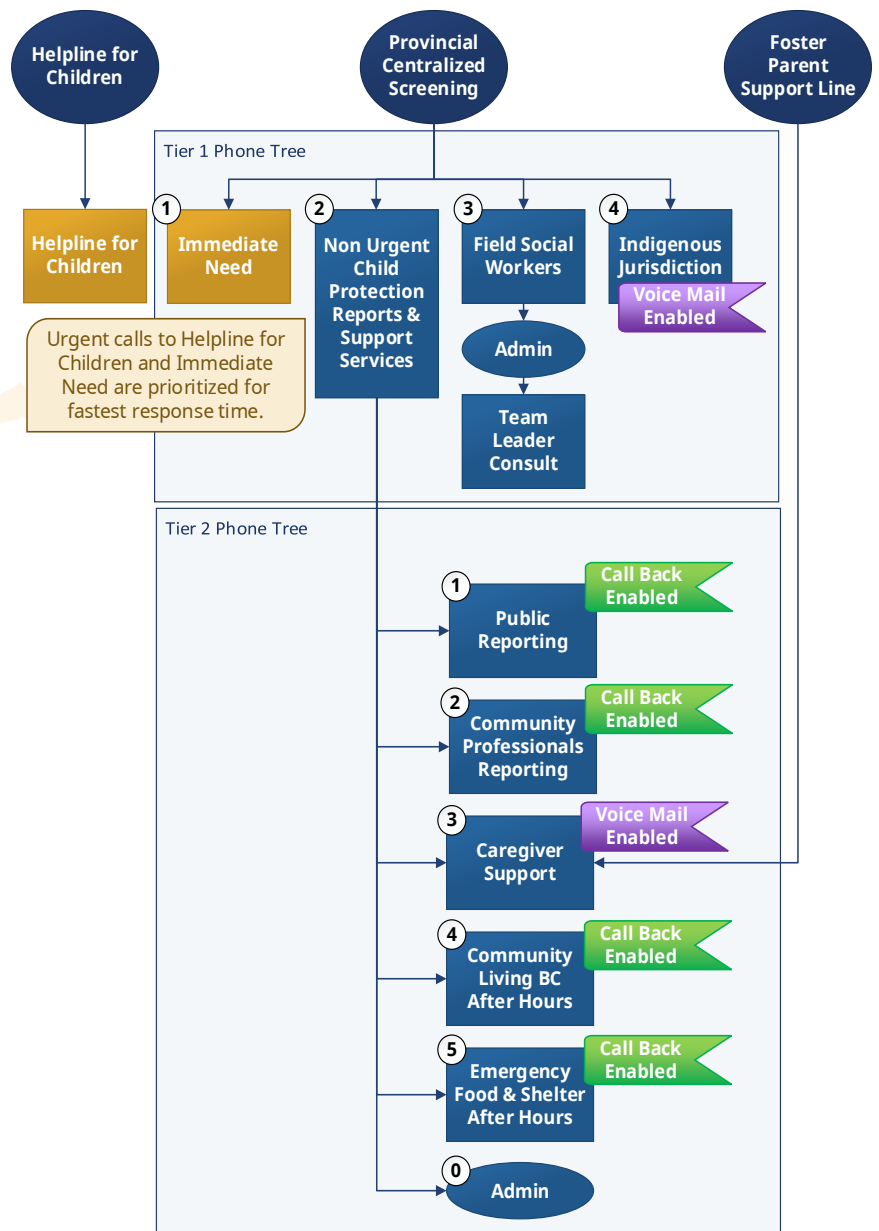 Helpline for
Children
Provincial
Centralized
Screening
Foster
Parent
Support Line
Tier 1 Phone Tree
Helpline for
Children
1
Immediate
Need
2
Non Urgent
Child
Protection
Reports &
Support
Services
3
Field Social
Workers
4
Indigenous
Jurisdiction
Voice Mail
Enabled
Admin
Team
Leader
Consult
Urgent calls to Helpline for
Children and Immediate
Need are prioritized for
fastest response time.
Tier 2 Phone Tree
1
Public
Reporting
Call Back
Enabled
2
Community
Professionals
Reporting
Call Back
Enabled
3
Caregiver
Support
Voice Mail
Enabled
4
Community
Living BC
After Hours
Call Back
Enabled
5
Emergency
Food & Shelter
After Hours
Call Back
Enabled
0
Admin